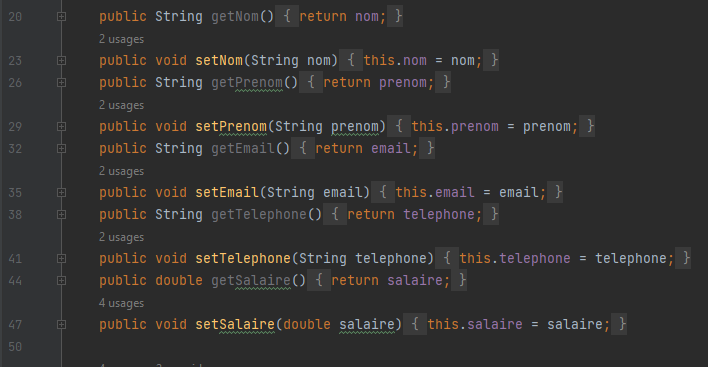 20 public String getNom() { return nom; }
2 usages
23 public void setNom(String nom) { this.nom = nom; }
26 public String getPrenom() { return prenom; }
2 usages
29 public void setPrenom(String prenom) { this.prenom = prenom; }
32 public String getEmail() { return email; }
2 usages
35 public void setEmail(String email) { this.email = email; }
38 public String getTelephone() { return telephone; }
2 usages
41 public void setTelephone(String telephone) { this.telephone = telephone; }
44 public double getSalaire() { return salaire; }
4 usages
47 public void setSalaire(double salaire) { this.salaire = salaire; }
50